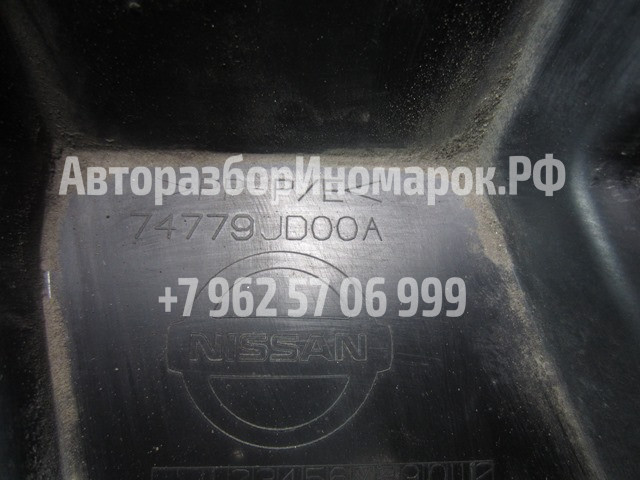 АвторазборИномарок.РФ
74779JD00A
+7 962 57 06 999
NISSAN